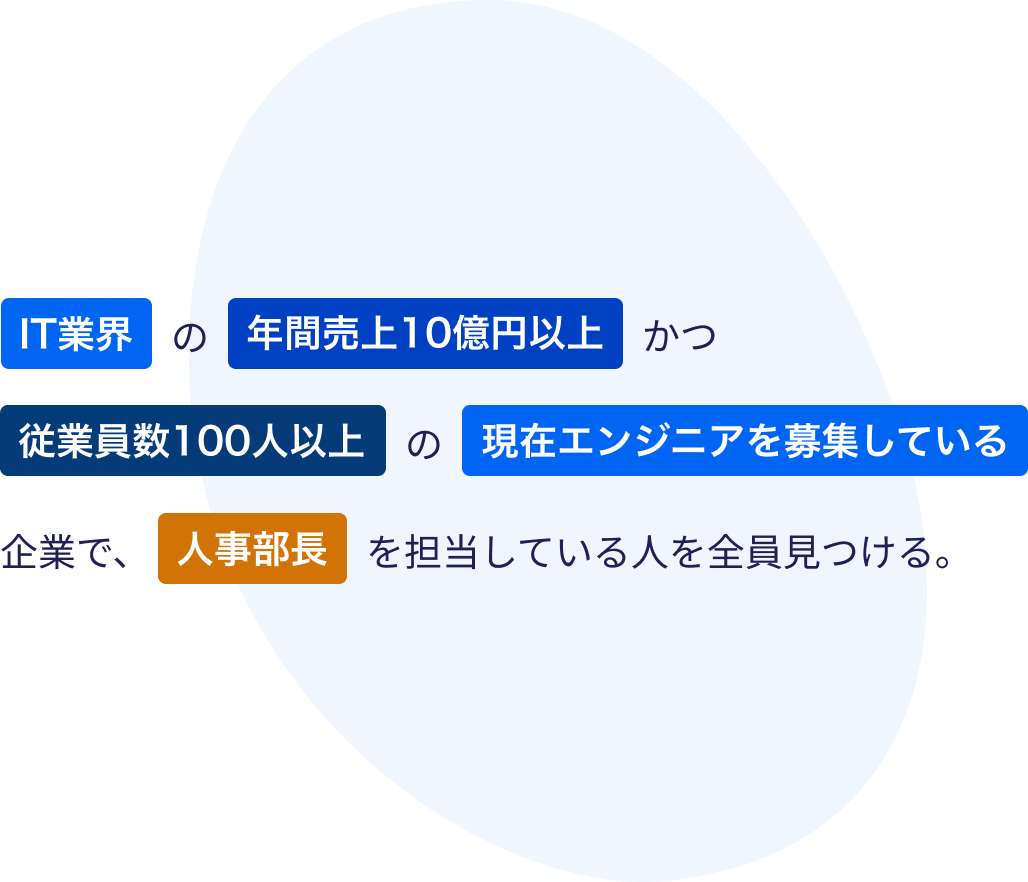 IT業界 の 年間売上10億円以上 かつ
従業員数100人以上 の 現在エンジニアを募集している
企業で、 人事部長 を担当している人を全員見つける。